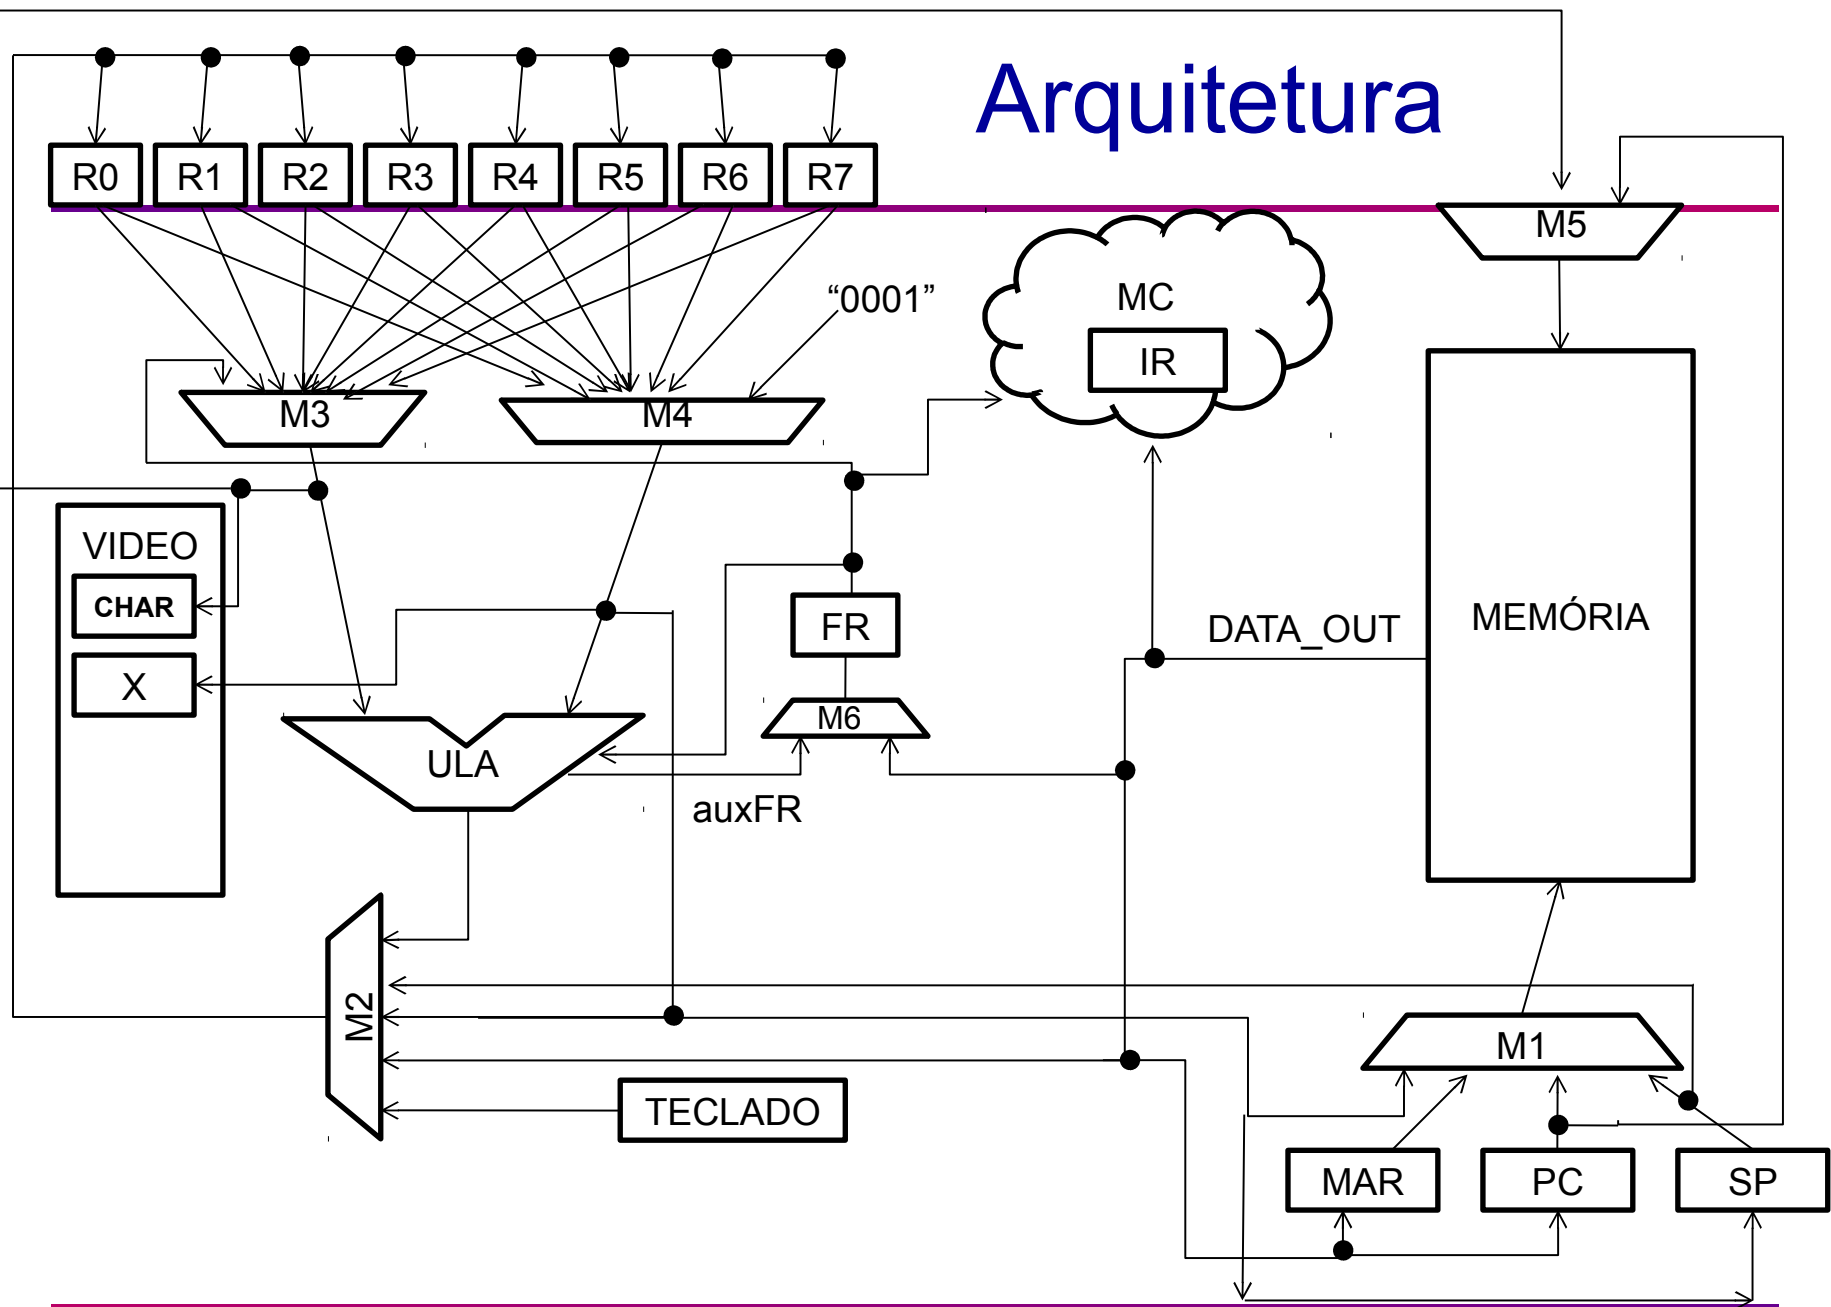 Arquitetura
R0 R1 R2 R3 R4 R5 R6 R7
M5
“0001”
MC
IR
M3
M4
VIDEO
CHAR
X
FR
DATA_OUT
MEMÓRIA
M6
ULA
auxFR
M2
M1
TECLADO
MAR
PC
SP